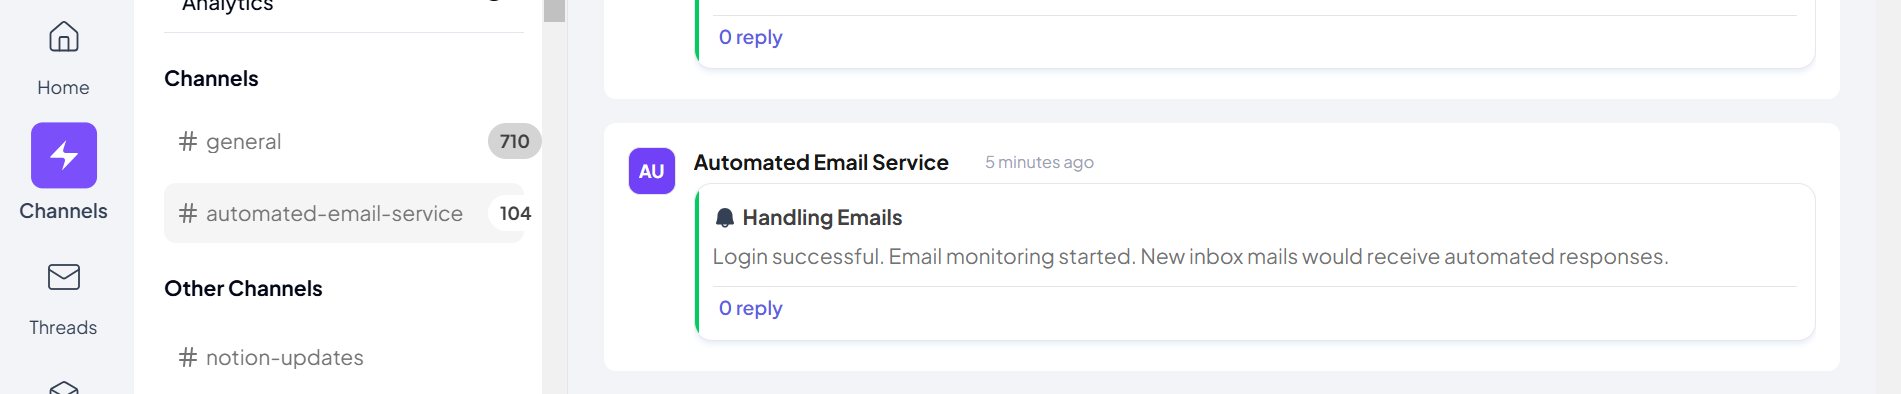 Analytics
Home
Channels
Threads
Channels
# general 710
# automated-email-service 104
Other Channels
# notion-updates
0 reply
AU Automated Email Service 5 minutes ago
Handling Emails
Login successful. Email monitoring started. New inbox mails would receive automated responses.
0 reply